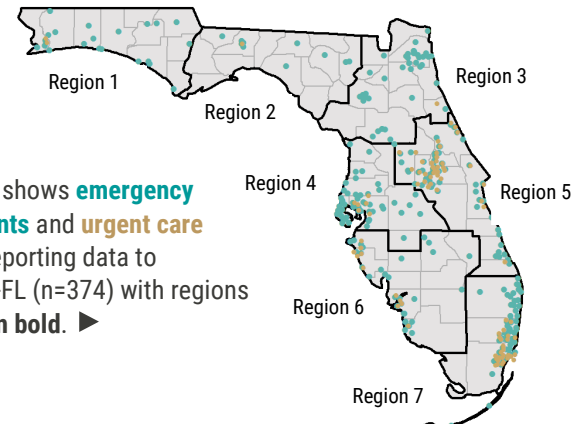 Region 1
Region 2
Region 3
Region 4
Region 5
shows emergency
nts and urgent care
eporting data to
FL (n=374) with regions
n bold. ►
Region 6
Region 7